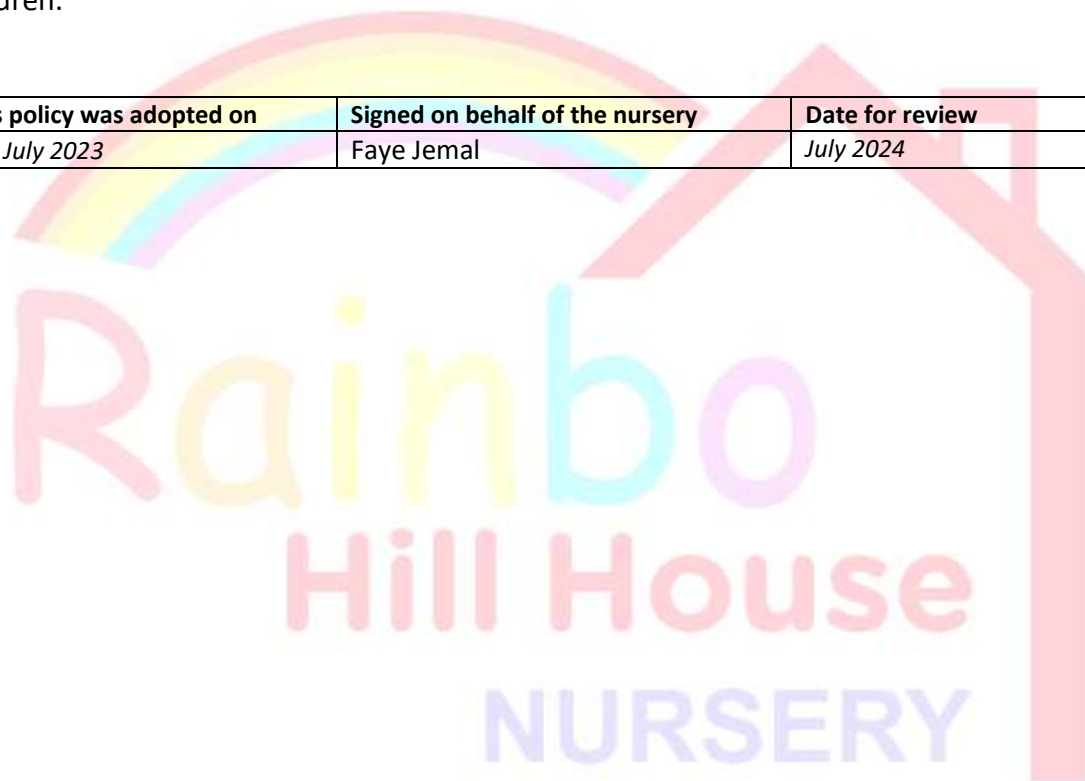 uren.
s policy was adopted on Signed on behalf of the nursery Date for review
July 2023 Faye Jemal July 2024
Rainbo
Hill House
NURSERY